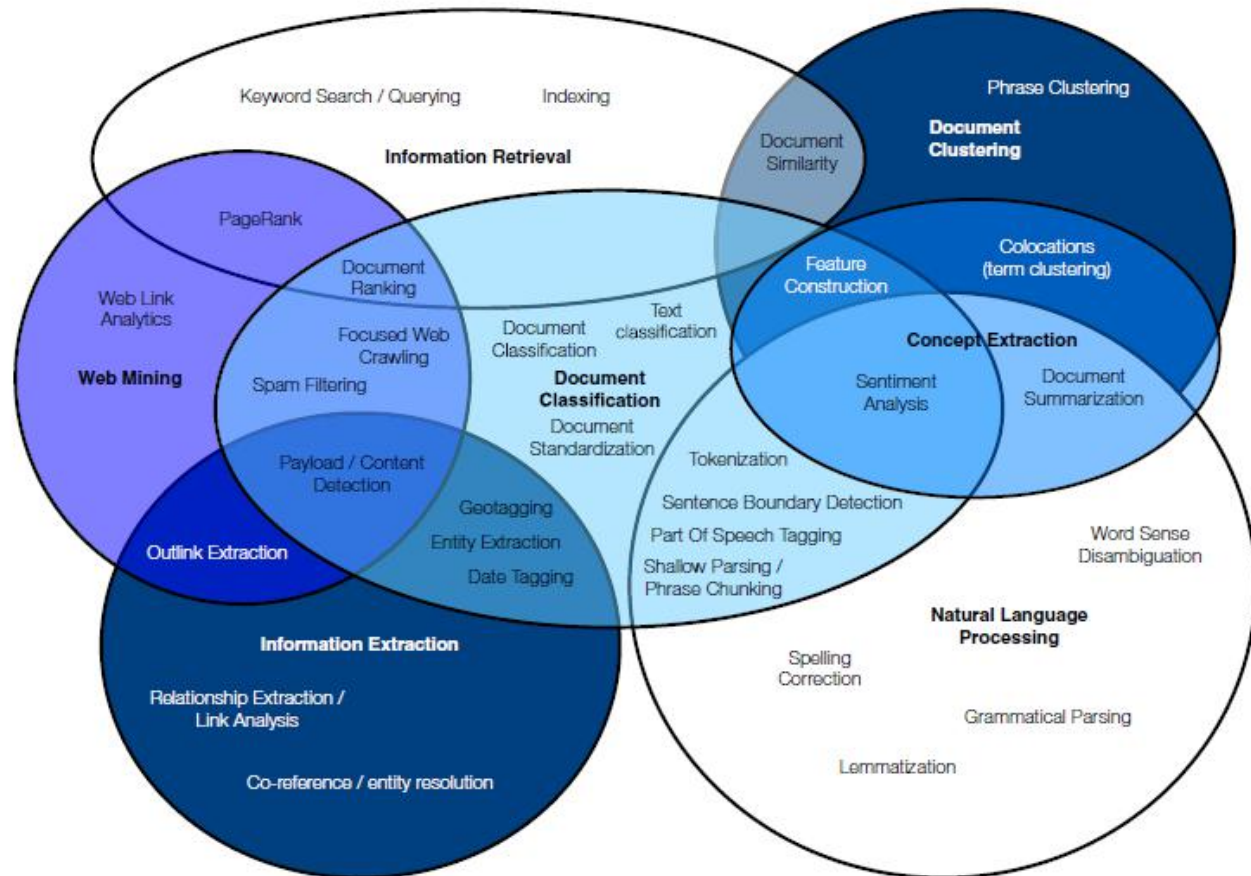 Keyword Search / Querying
Indexing
Information Retrieval
Phrase Clustering
Document
Clustering
Document
Similarity
PageRank
Document
Ranking
Web Link
Analytics
Focused Web
Crawling
Web Mining
Spam Filtering
Document
Classification
Text
classification
Document
Classification
Document
Standardization
Feature
Construction
Colocations
(term clustering)
Concept Extraction
Sentiment
Analysis
Document
Summarization
Payload / Content
Detection
Geotagging
Entity Extraction
Date Tagging
Outlink Extraction
Tokenization
Sentence Boundary Detection
Part Of Speech Tagging
Shallow Parsing /
Phrase Chunking
Word Sense
Disambiguation
Natural Language
Processing
Spelling
Correction
Grammatical Parsing
Lemmatization
Information Extraction
Relationship Extraction /
Link Analysis
Co-reference / entity resolution